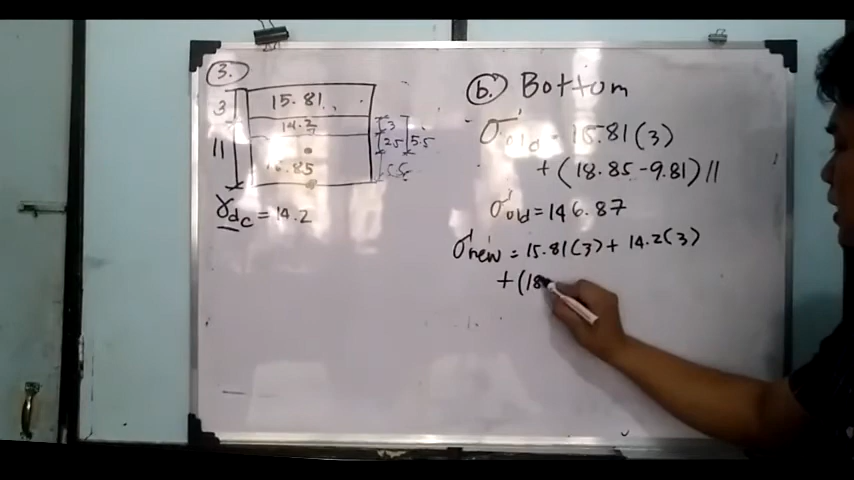 3.
3
15.81
14.2
3
11
2.5
5.5
5.5
γdc = 14.2
b.) Bottom
σ'old = 15.81(3)
+ (18.85 - 9.81) 11
σ'old = 146.87
σ'new = 15.81(3) + 14.2(3)
+ (18